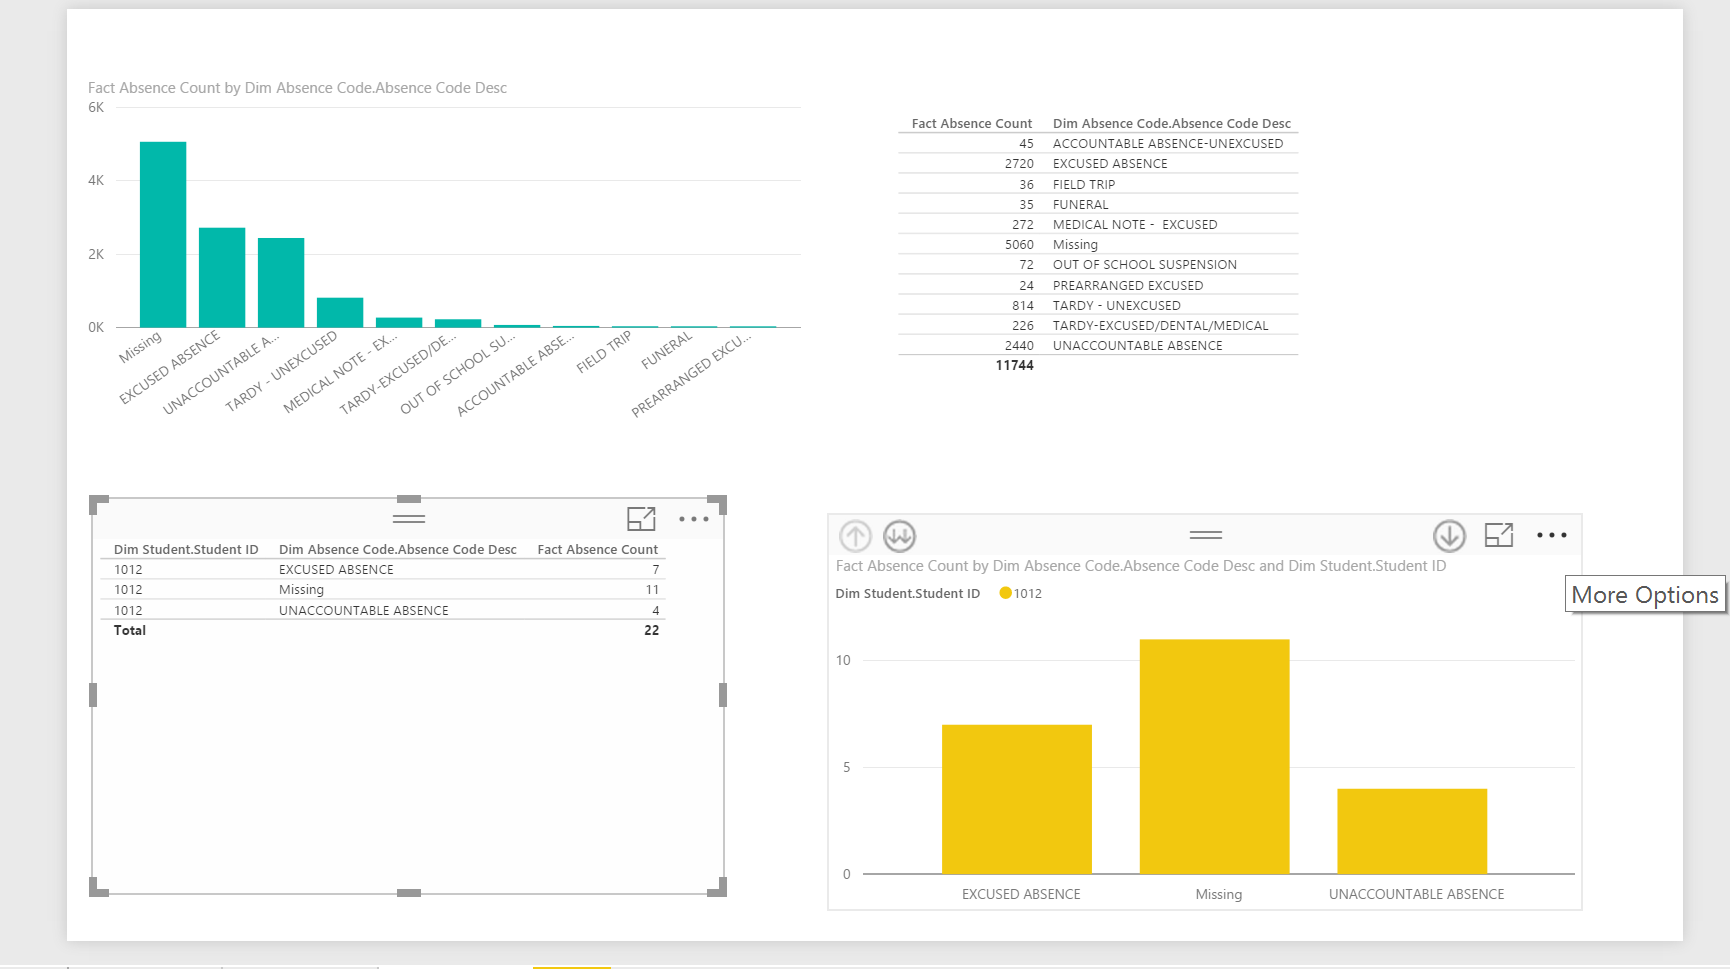 Fact Absence Count by Dim Absence Code.Absence Code Desc
6K
4K
2K
0K
Missing
EXCUSED ABSENCE
UNACCOUNTABLE A...
TARDY - UNEXCUSED
MEDICAL NOTE - EX...
TARDY-EXCUSED/DE...
OUT OF SCHOOL SU...
ACCOUNTABLE ABSE...
FIELD TRIP
FUNERAL
PREARRANGED EXCU...
Fact Absence Count Dim Absence Code.Absence Code Desc
45 ACCOUNTABLE ABSENCE-UNEXCUSED
2720 EXCUSED ABSENCE
36 FIELD TRIP
35 FUNERAL
272 MEDICAL NOTE - EXCUSED
5060 Missing
72 OUT OF SCHOOL SUSPENSION
24 PREARRANGED EXCUSED
814 TARDY - UNEXCUSED
226 TARDY-EXCUSED/DENTAL/MEDICAL
2440 UNACCOUNTABLE ABSENCE
11744
Dim Student.Student ID Dim Absence Code.Absence Code Desc Fact Absence Count
1012 EXCUSED ABSENCE 7
1012 Missing 11
1012 UNACCOUNTABLE ABSENCE 4
Total 22
Fact Absence Count by Dim Absence Code.Absence Code Desc and Dim Student.Student ID
Dim Student.Student ID 1012
More Options
10
5
0
EXCUSED ABSENCE Missing UNACCOUNTABLE ABSENCE